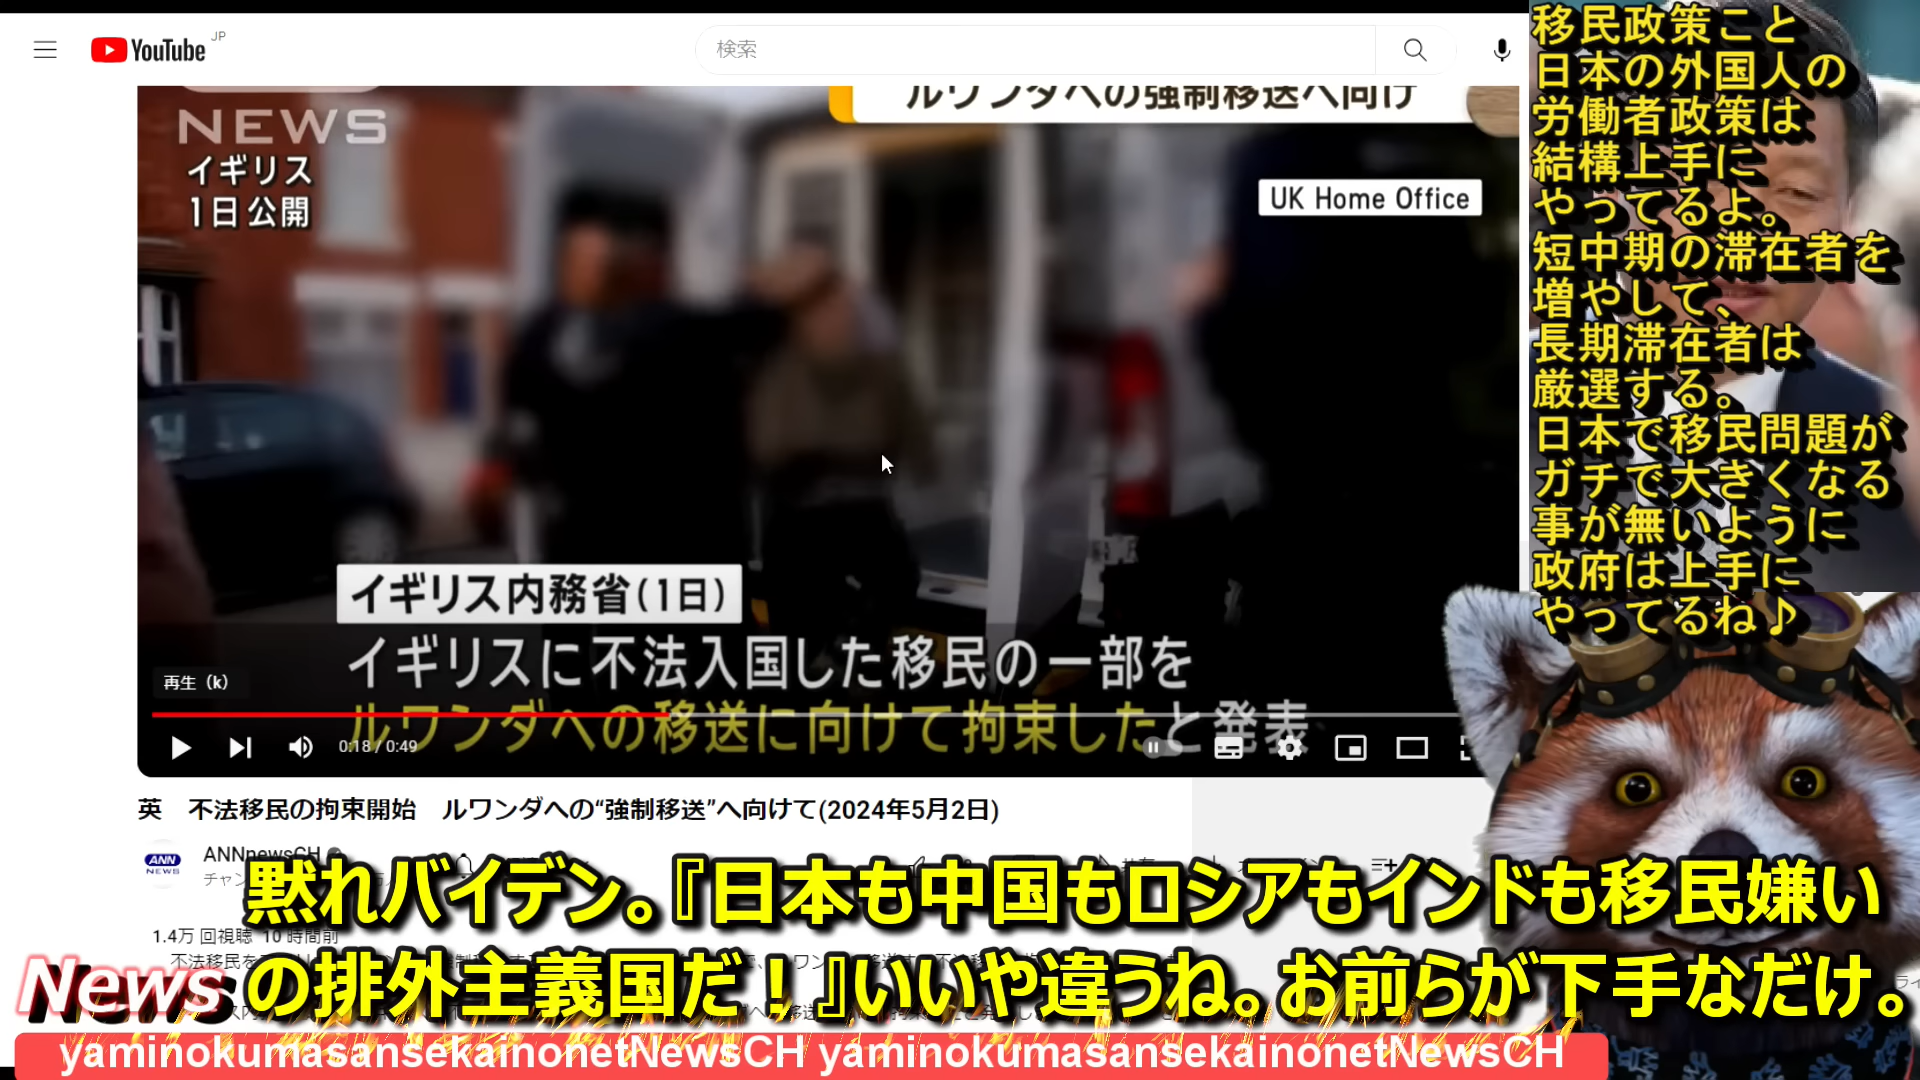 YouTube JP
検索
ルワンダへの強制移送へ向け
NEWS
イギリス
1日公開
UK Home Office
イギリス内務省(1日)
イギリスに不法入国した移民の一部を
ルワンダへの移送に向けて拘束したと発表
再生 (k)
0:18 / 0:49
英 不法移民の拘束開始 ルワンダへの“強制移送”へ向けて(2024年5月2日)
ANN NEWS
ANNnewsCH
1.4万 回視聴 10 時間前
移民政策こと
日本の外国人の
労働者政策は
結構上手に
やってるよ。
短中期の滞在者を
増やして、
長期滞在者は
厳選する。
日本で移民問題が
ガチで大きくなる
事が無いように
政府は上手に
やってるね♪
黙れバイデン。『日本も中国もロシアもインドも移民嫌い
の排外主義国だ！』いいや違うね。お前らが下手なだけ。
News
yaminokumasansekainonetNewsCH yaminokumasansekainonetNewsCH